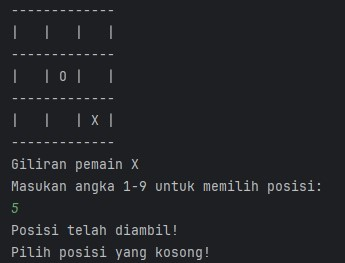 -------------
|   |   |   |
-------------
|   | O |   |
-------------
|   |   | X |
-------------
Giliran pemain X
Masukan angka 1-9 untuk memilih posisi:
5
Posisi telah diambil!
Pilih posisi yang kosong!